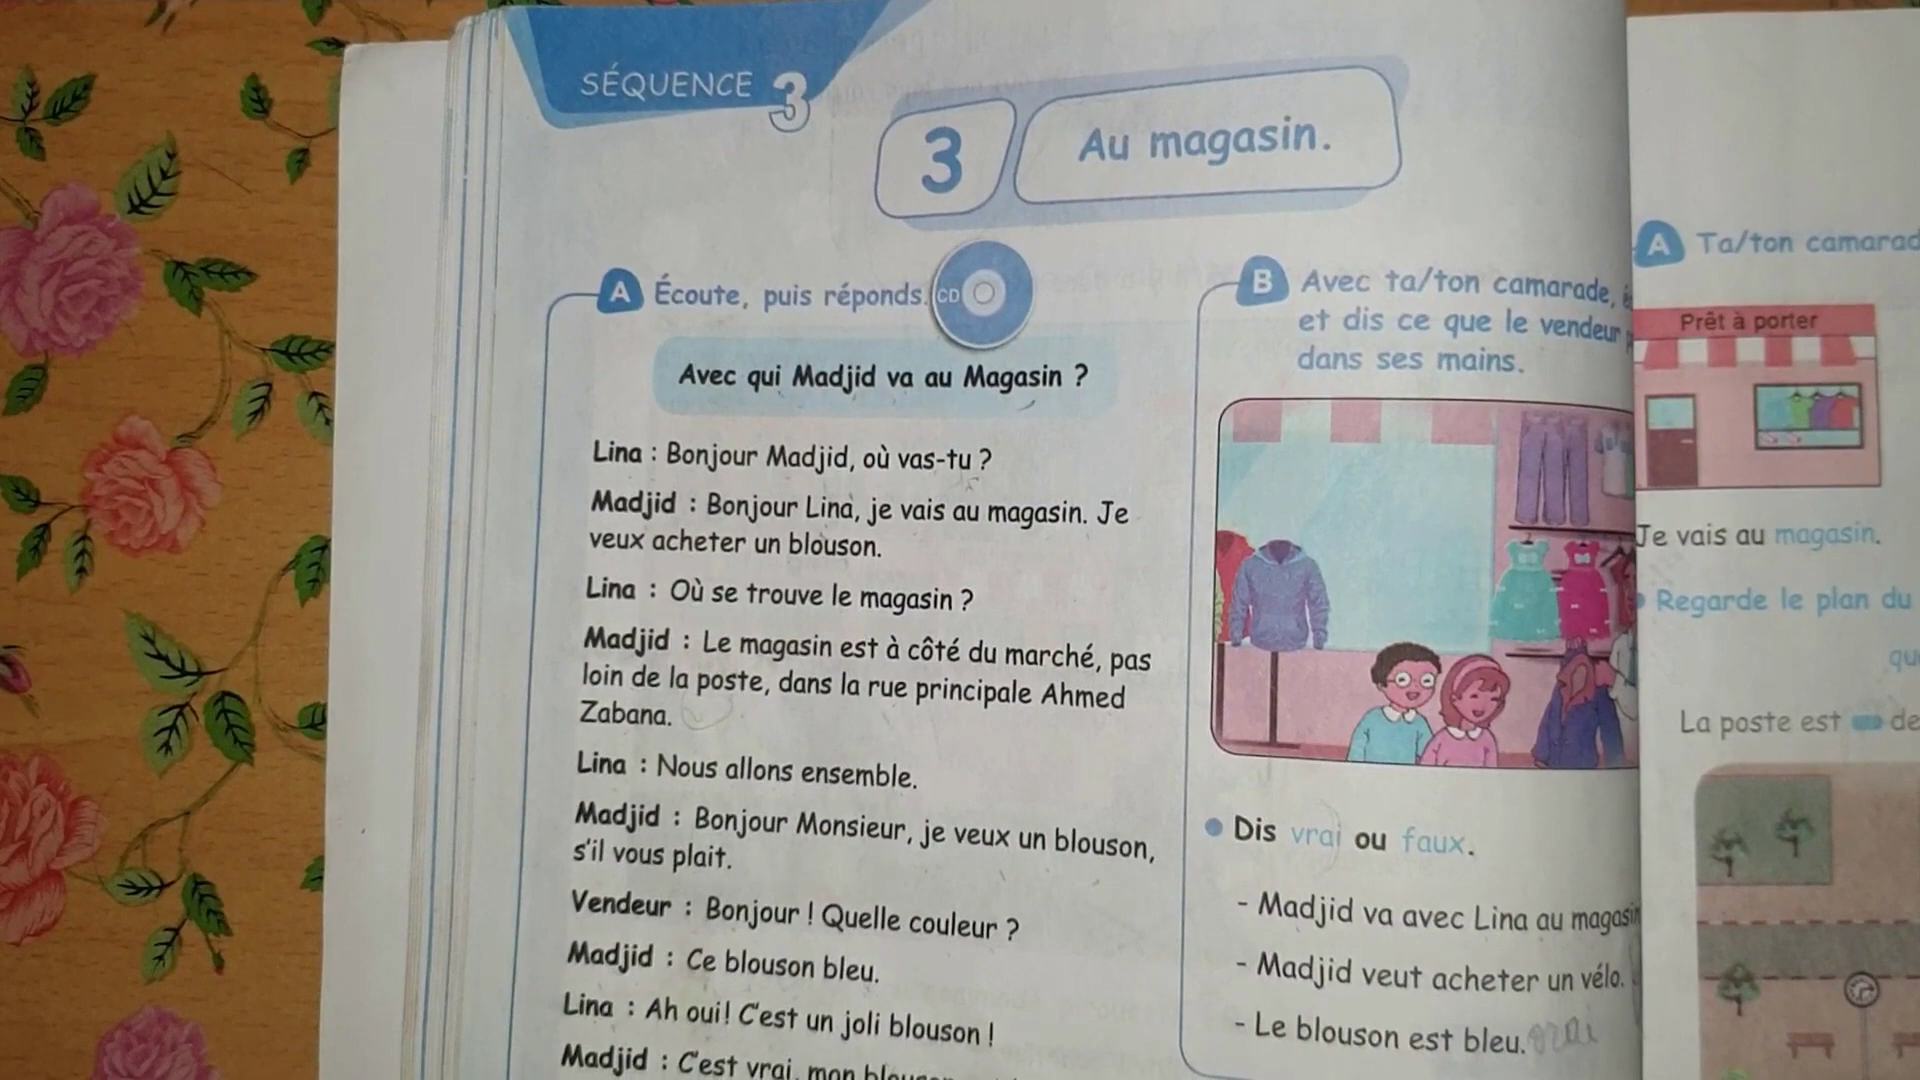 SÉQUENCE 3
3 Au magasin.
A Écoute, puis réponds. CD
Avec qui Madjid va au Magasin ?
Lina : Bonjour Madjid, où vas-tu ?
Madjid : Bonjour Lina, je vais au magasin. Je
veux acheter un blouson.
Lina : Où se trouve le magasin ?
Madjid : Le magasin est à côté du marché, pas
loin de la poste, dans la rue principale Ahmed
Zabana.
Lina : Nous allons ensemble.
Madjid : Bonjour Monsieur, je veux un blouson,
s'il vous plait.
Vendeur : Bonjour ! Quelle couleur ?
Madjid : Ce blouson bleu.
Lina : Ah oui! C'est un joli blouson !
Madjid : C'est vrai, mon
B Avec ta/ton camarade,
et dis ce que le vendeur
dans ses mains.
Dis vrai ou faux.
- Madjid va avec Lina au magasin
- Madjid veut acheter un vélo.
- Le blouson est bleu. vrai
A Ta/ton camarad
Prêt à porter
Je vais au magasin.
Regarde le plan du
qu
La poste est de